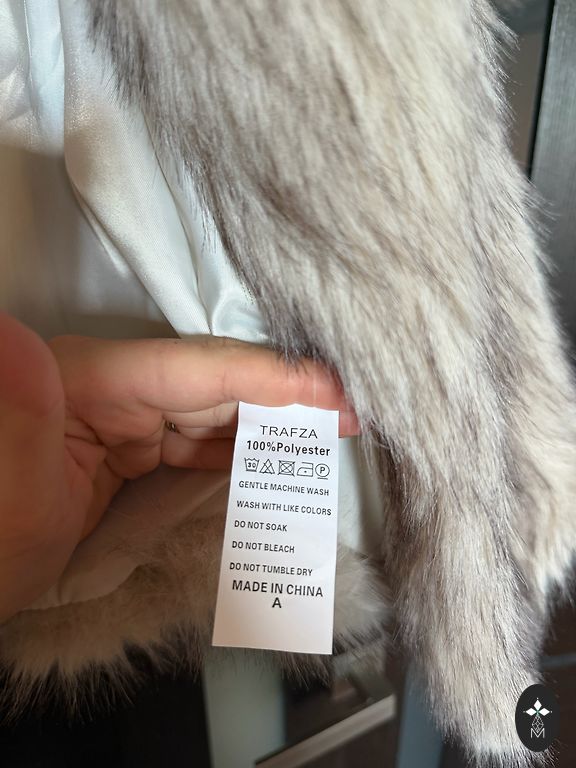 TRAFZA
100%Polyester
30 P
GENTLE MACHINE WASH
WASH WITH LIKE COLORS
DO NOT SOAK
DO NOT BLEACH
DO NOT TUMBLE DRY
MADE IN CHINA
A
M